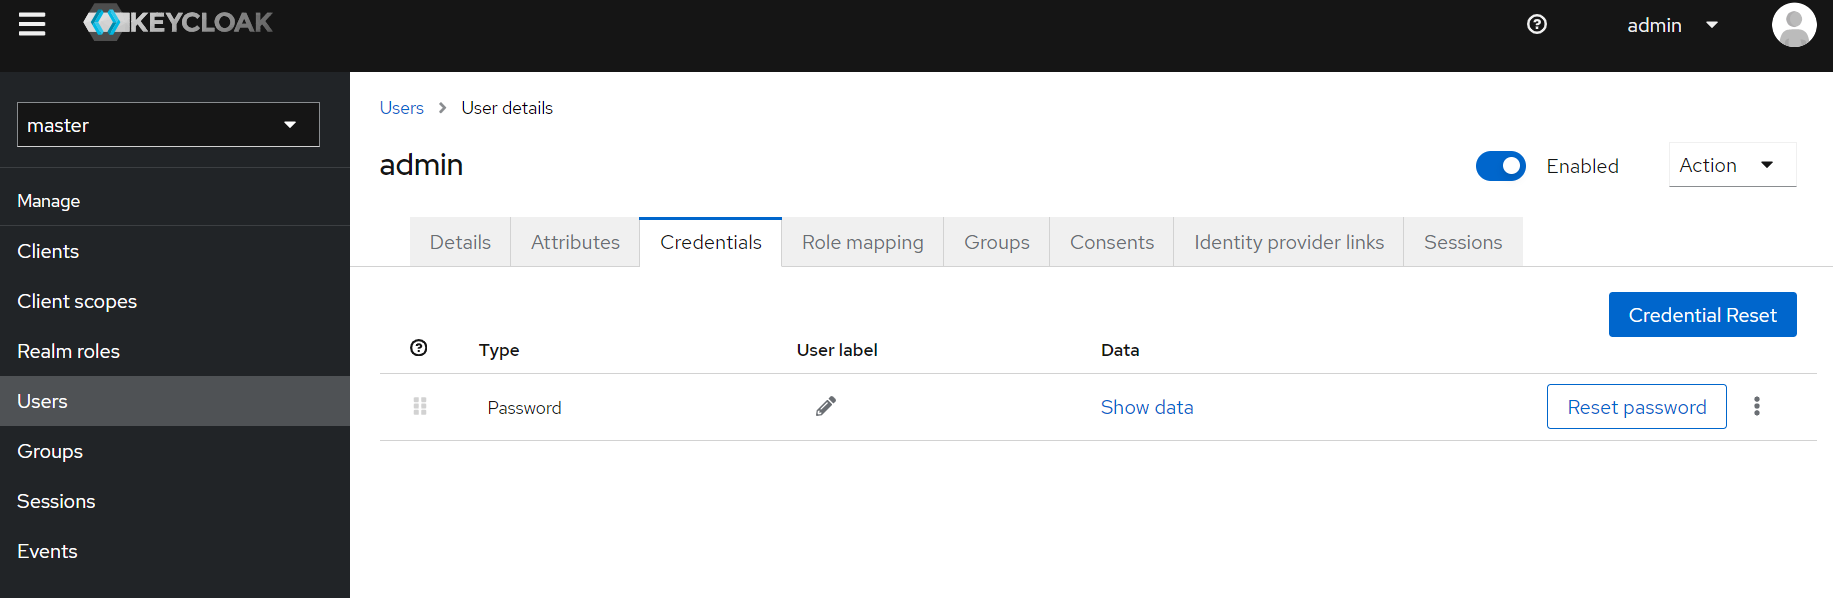 KEYCLOAK
admin
master
Manage
Clients
Client scopes
Realm roles
Users
Groups
Sessions
Events
Users > User details
admin
Enabled
Action
Details Attributes Credentials Role mapping Groups Consents Identity provider links Sessions
Credential Reset
Type User label Data
Password Show data Reset password